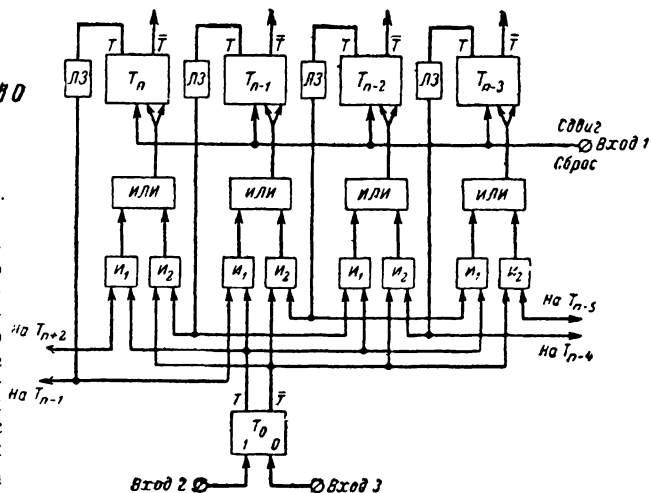 T T̅ T T̅ T T̅ T T̅
ЛЗ Tn ЛЗ Tn-1 ЛЗ Tn-2 ЛЗ Tn-3
Сдвиг
Вход 1
Сброс
ИЛИ ИЛИ ИЛИ ИЛИ
И1 И2 И1 И2 И1 И2 И1 И2
на Tn-5
на Tn+2
на Tn-4
на Tn-1
T T̅
T0
1 0
Вход 2 Вход 3